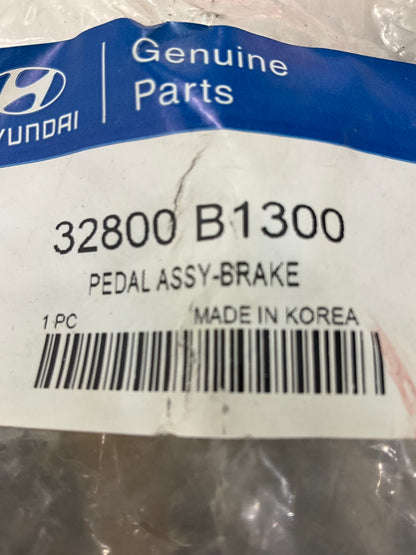 Genuine
Parts
HYUNDAI
32800 B1300
PEDAL ASSY-BRAKE
1 PC MADE IN KOREA